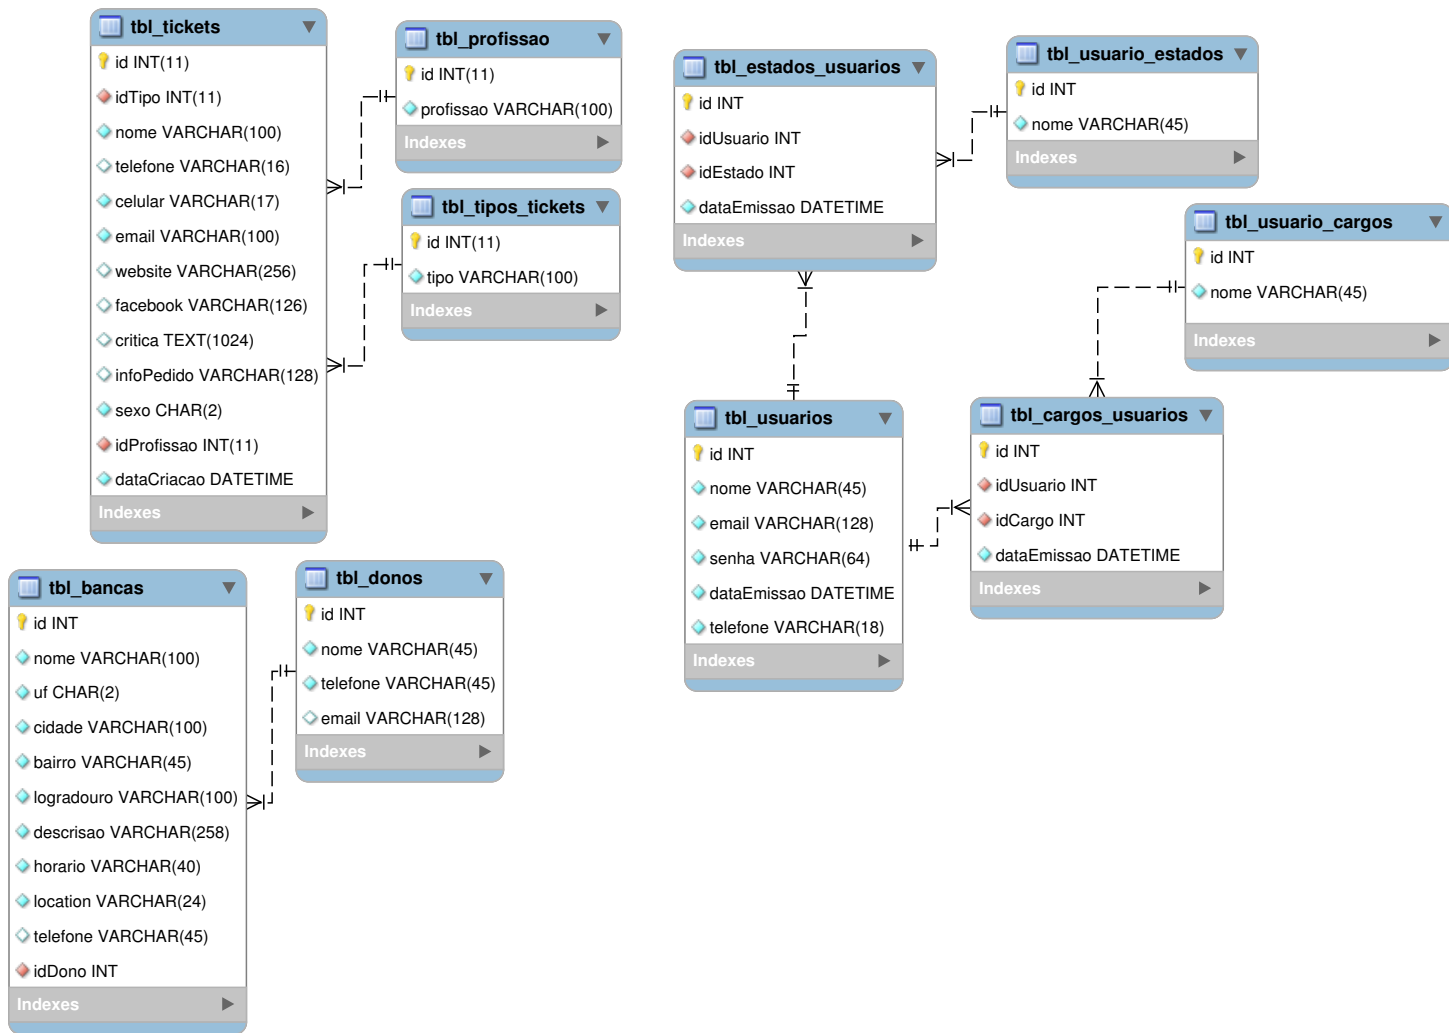 tbl_tickets
id INT(11)
idTipo INT(11)
nome VARCHAR(100)
telefone VARCHAR(16)
celular VARCHAR(17)
email VARCHAR(100)
website VARCHAR(256)
facebook VARCHAR(126)
critica TEXT(1024)
infoPedido VARCHAR(128)
sexo CHAR(2)
idProfissao INT(11)
dataCriacao DATETIME
Indexes
tbl_profissao
id INT(11)
profissao VARCHAR(100)
Indexes
tbl_tipos_tickets
id INT(11)
tipo VARCHAR(100)
Indexes
tbl_estados_usuarios
id INT
idUsuario INT
idEstado INT
dataEmissao DATETIME
Indexes
tbl_usuario_estados
id INT
nome VARCHAR(45)
Indexes
tbl_usuario_cargos
id INT
nome VARCHAR(45)
Indexes
tbl_usuarios
id INT
nome VARCHAR(45)
email VARCHAR(128)
senha VARCHAR(64)
dataEmissao DATETIME
telefone VARCHAR(18)
Indexes
tbl_cargos_usuarios
id INT
idUsuario INT
idCargo INT
dataEmissao DATETIME
Indexes
tbl_bancas
id INT
nome VARCHAR(100)
uf CHAR(2)
cidade VARCHAR(100)
bairro VARCHAR(45)
logradouro VARCHAR(100)
descrisao VARCHAR(258)
horario VARCHAR(40)
location VARCHAR(24)
telefone VARCHAR(45)
idDono INT
Indexes
tbl_donos
id INT
nome VARCHAR(45)
telefone VARCHAR(45)
email VARCHAR(128)
Indexes